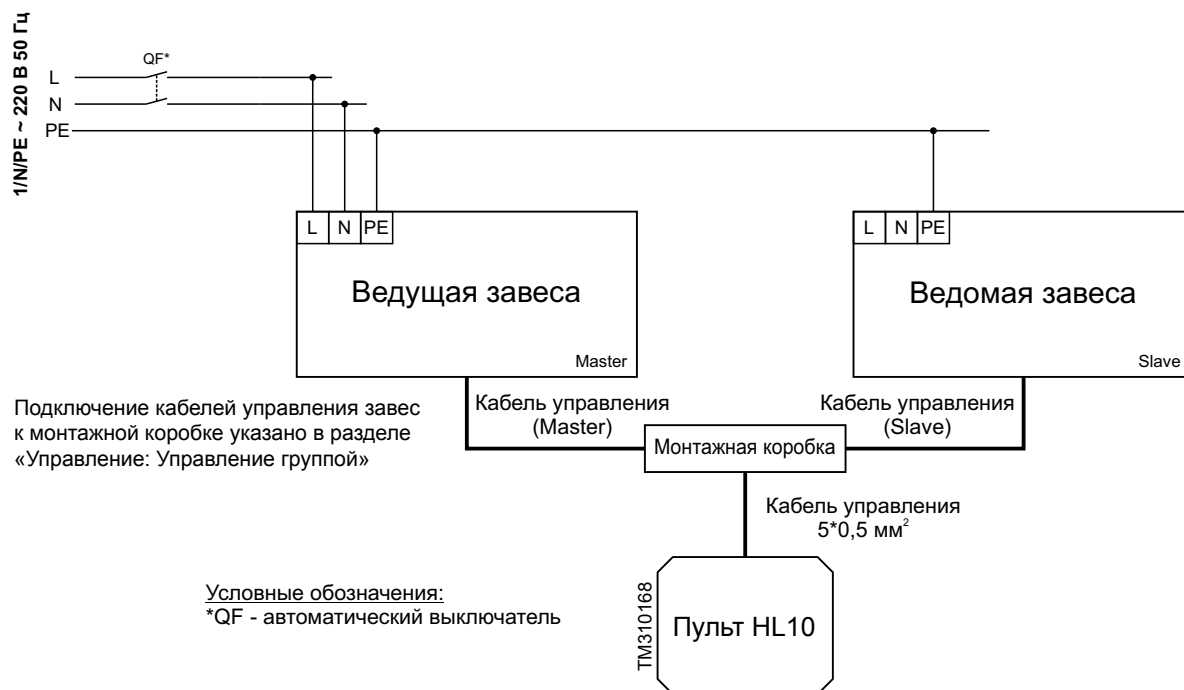 1/N/PE ~ 220 В 50 Гц
QF*
L
N
PE
L N PE
Ведущая завеса
Master
L N PE
Ведомая завеса
Slave
Подключение кабелей управления завес
к монтажной коробке указано в разделе
«Управление: Управление группой»
Кабель управления
(Master)
Кабель управления
(Slave)
Монтажная коробка
Кабель управления
5*0,5 мм²
Условные обозначения:
*QF - автоматический выключатель
TM310168
Пульт HL10